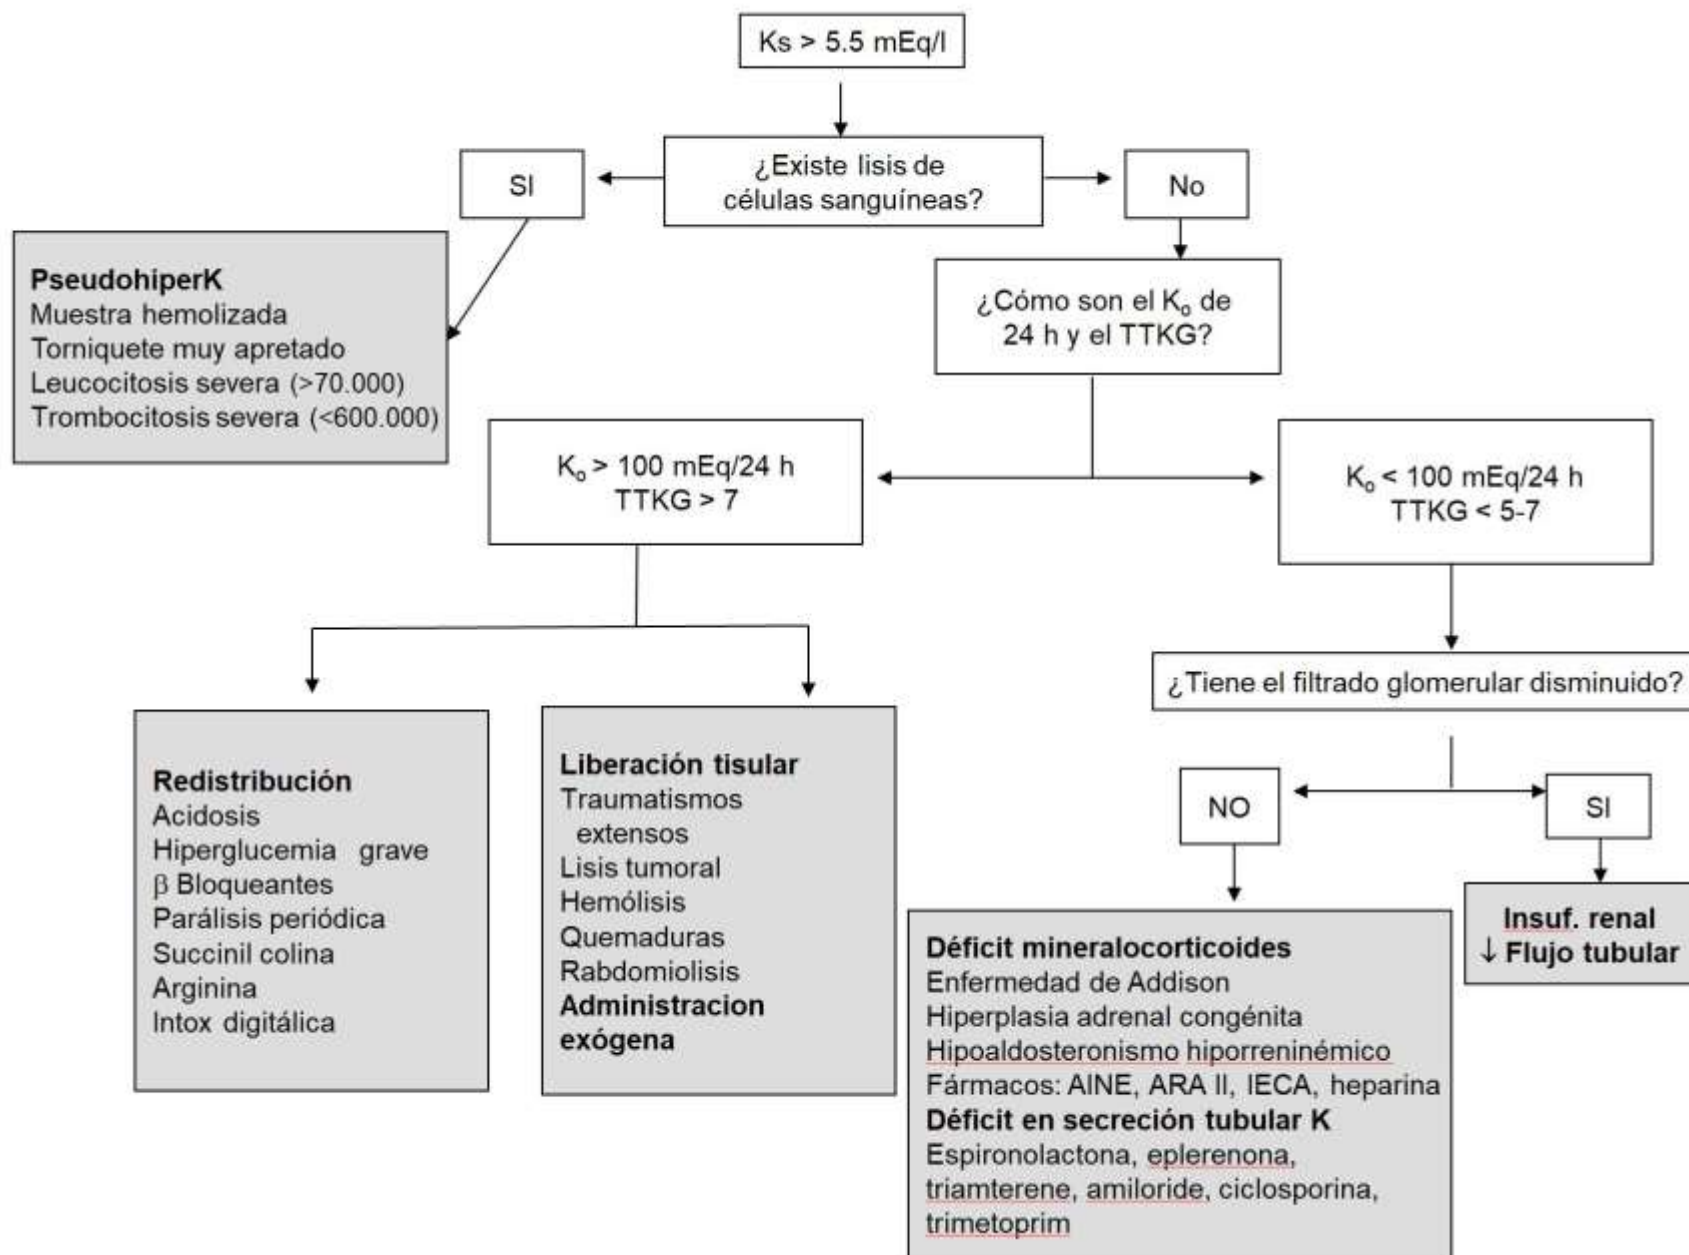 Ks > 5.5 mEq/l
¿Existe lisis de
células sanguíneas?
SI
No
PseudohiperK
Muestra hemolizada
Torniquete muy apretado
Leucocitosis severa (>70.000)
Trombocitosis severa (<600.000)
¿Cómo son el Kₒ de
24 h y el TTKG?
Kₒ > 100 mEq/24 h
TTKG > 7
Kₒ < 100 mEq/24 h
TTKG < 5-7
¿Tiene el filtrado glomerular disminuido?
NO
SI
Redistribución
Acidosis
Hiperglucemia grave
β Bloqueantes
Parálisis periódica
Succinil colina
Arginina
Intox digitálica
Liberación tisular
Traumatismos
extensos
Lisis tumoral
Hemólisis
Quemaduras
Rabdomiolisis
Administracion
exógena
Déficit mineralocorticoides
Enfermedad de Addison
Hiperplasia adrenal congénita
Hipoaldosteronismo hiporreninémico
Fármacos: AINE, ARA II, IECA, heparina
Déficit en secreción tubular K
Espironolactona, eplerenona,
triamterene, amiloride, ciclosporina,
trimetoprim
Insuf. renal
↓ Flujo tubular